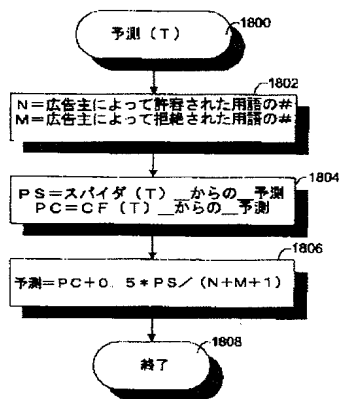 予測（T） 1800
1802
N＝広告主によって許容された用語の#
M＝広告主によって拒絶された用語の#
1804
PS＝スパイダ（T）＿からの＿予測
PC＝CF（T）＿からの＿予測
1806
予測＝PC＋0．5＊PS／（N＋M＋1）
終了 1808